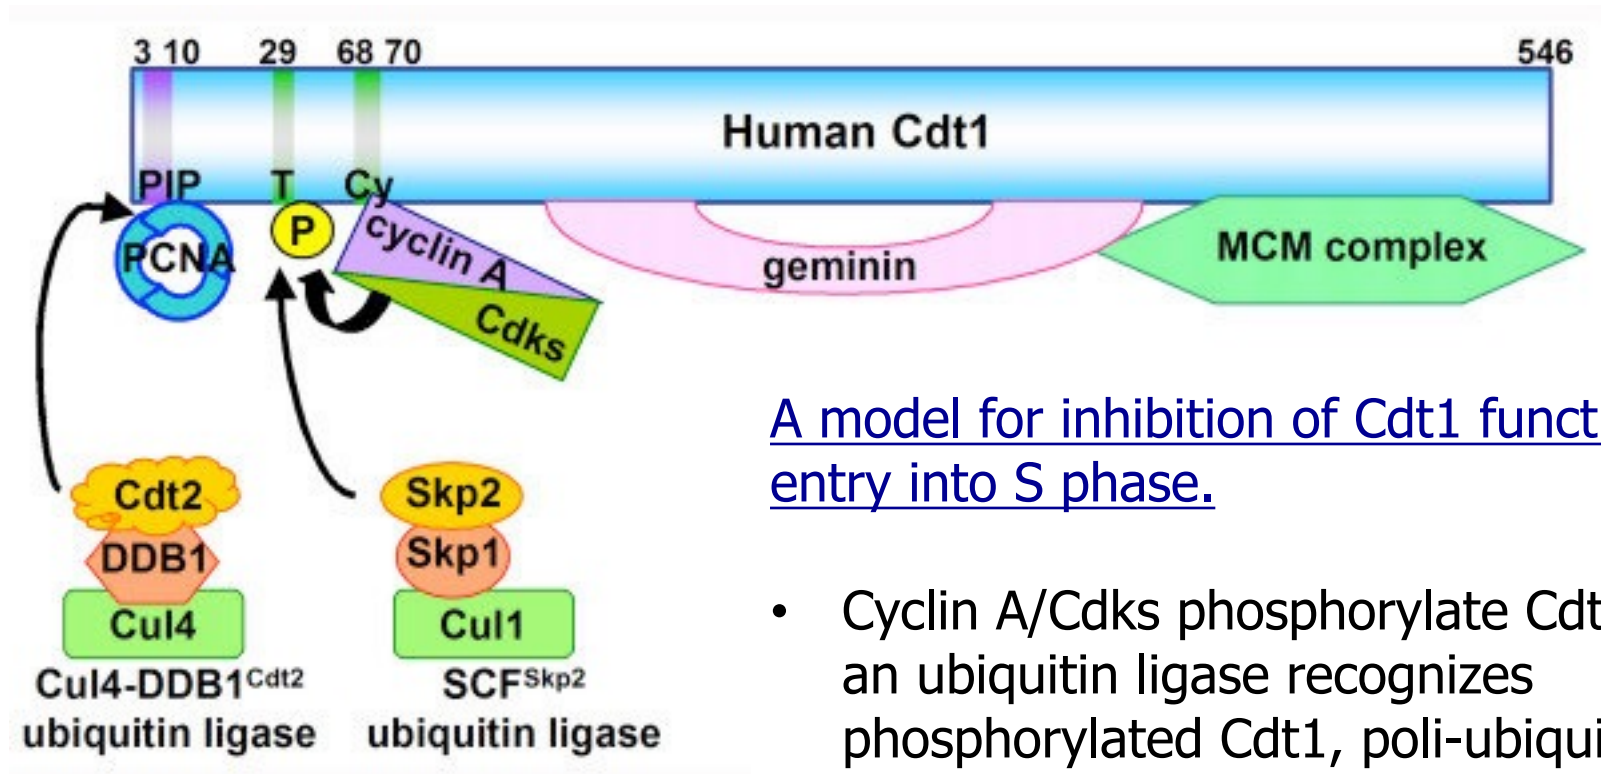 3 10 29 68 70 546
Human Cdt1
PIP T Cy
PCNA P cyclin A geminin MCM complex
Cdks
Cdt2 Skp2
DDB1 Skp1
Cul4 Cul1
Cul4-DDB1Cdt2 SCFSkp2
ubiquitin ligase ubiquitin ligase
A model for inhibition of Cdt1 funct
entry into S phase.
• Cyclin A/Cdks phosphorylate Cdt
an ubiquitin ligase recognizes
phosphorylated Cdt1, poli-ubiqui